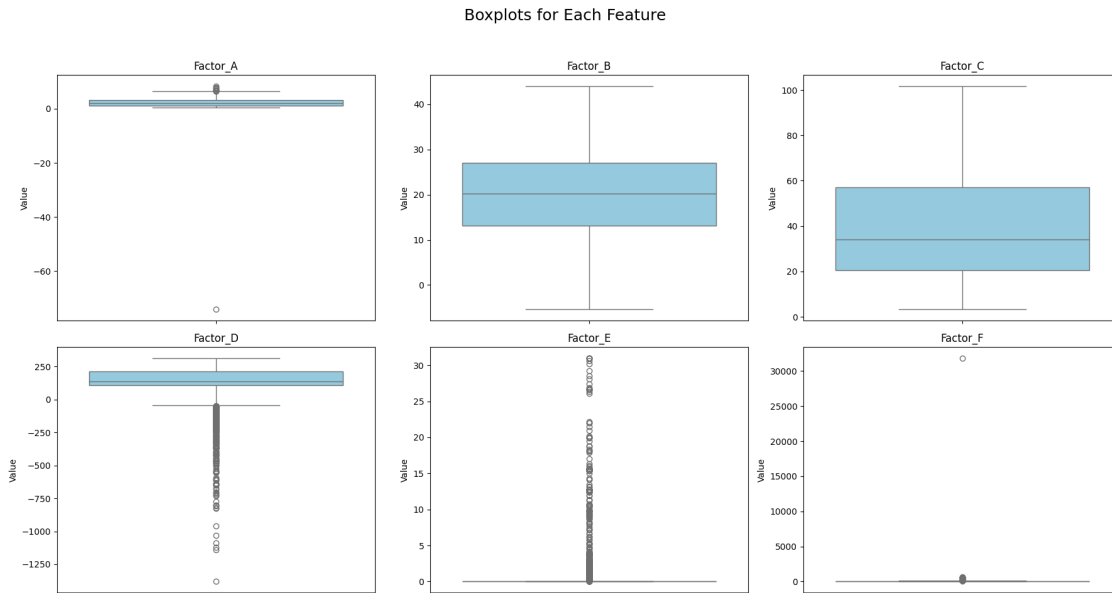 Boxplots for Each Feature
Factor_A
Value
0
−20
−40
−60
Factor_B
Value
40
30
20
10
0
Factor_C
Value
100
80
60
40
20
0
Factor_D
Value
250
0
−250
−500
−750
−1000
−1250
Factor_E
Value
30
25
20
15
10
5
0
Factor_F
Value
30000
25000
20000
15000
10000
5000
0